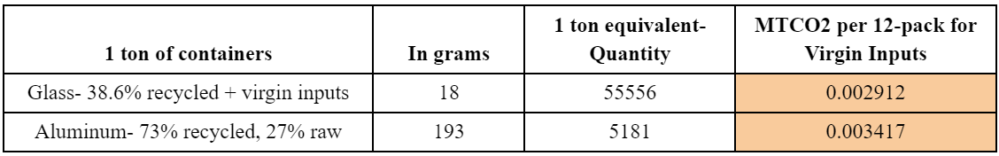 1 ton of containers | In grams | 1 ton equivalent- Quantity | MTCO2 per 12-pack for Virgin Inputs
Glass- 38.6% recycled + virgin inputs | 18 | 55556 | 0.002912
Aluminum- 73% recycled, 27% raw | 193 | 5181 | 0.003417